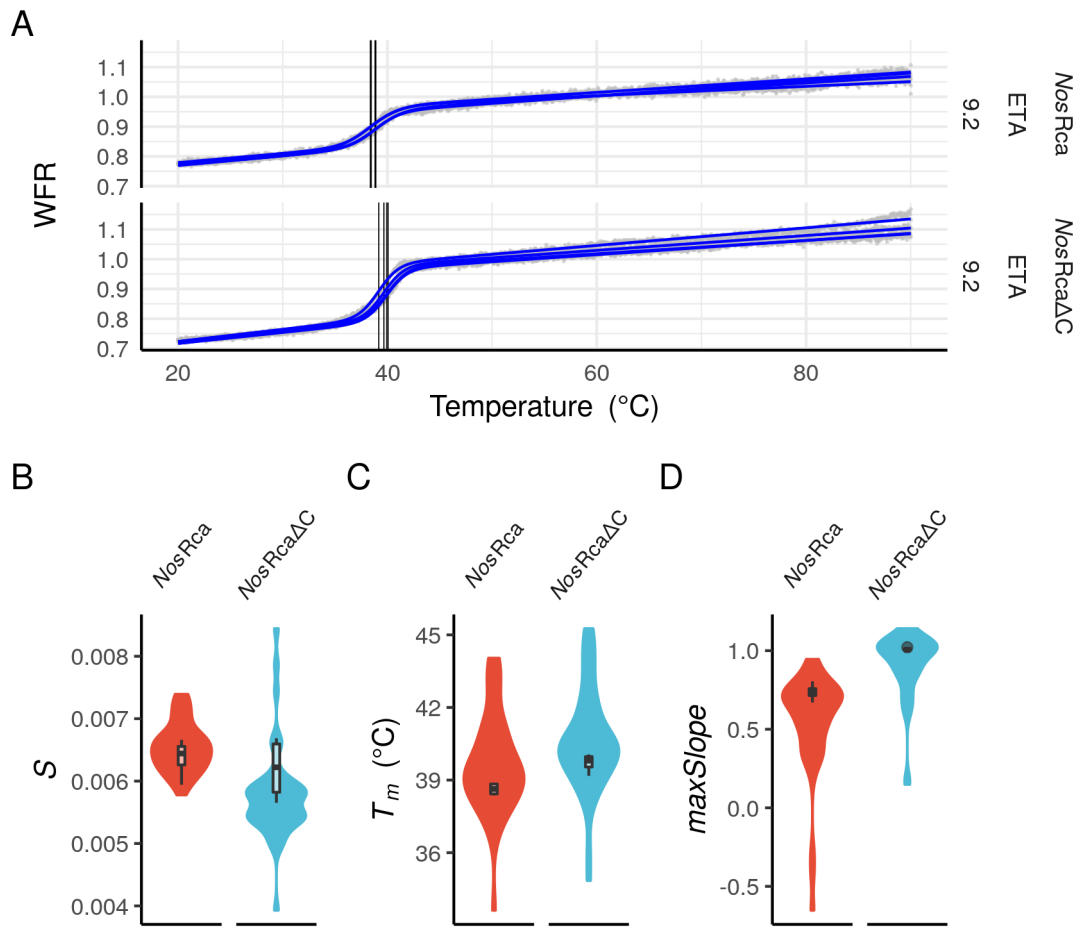 A
1.1
1.0
0.9
0.8
0.7
9.2
ETA
NosRca
WFR
1.1
1.0
0.9
0.8
0.7
9.2
ETA
NosRcaΔC
20 40 60 80
Temperature (°C)
B
NosRca NosRcaΔC
0.008
0.007
0.006
0.005
0.004
S
C
NosRca NosRcaΔC
45
42
39
36
Tm (°C)
D
NosRca NosRcaΔC
1.0
0.5
0.0
-0.5
maxSlope